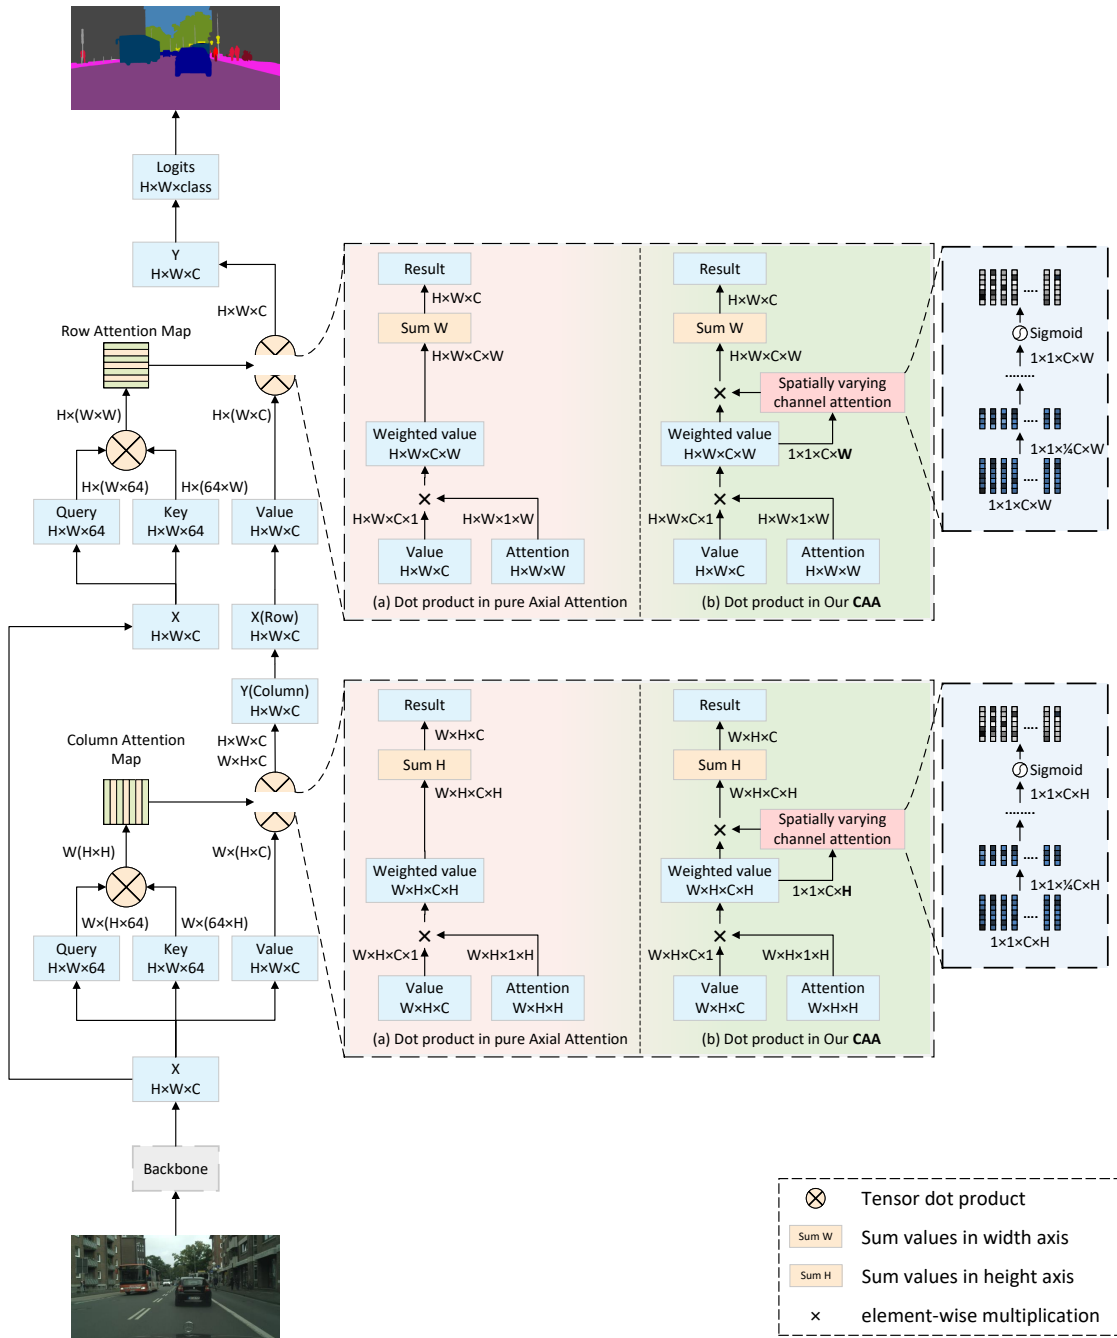 Logits
H×W×class
Y
H×W×C
H×W×C
Row Attention Map
H×(W×W)
H×(W×C)
H×(W×64)
H×(64×W)
Query
H×W×64
Key
H×W×64
Value
H×W×C
X
H×W×C
X(Row)
H×W×C
Y(Column)
H×W×C
H×W×C
W×H×C
Column Attention
Map
W(H×H)
W×(H×C)
W×(H×64)
W×(64×H)
Query
H×W×64
Key
H×W×64
Value
H×W×C
X
H×W×C
Backbone
Result
H×W×C
Sum W
H×W×C×W
Weighted value
H×W×C×W
H×W×C×1
H×W×1×W
Value
H×W×C
Attention
H×W×W
(a) Dot product in pure Axial Attention
Result
H×W×C
Sum W
H×W×C×W
Spatially varying
channel attention
Weighted value
H×W×C×W
1×1×C×W
H×W×C×1
H×W×1×W
Value
H×W×C
Attention
H×W×W
(b) Dot product in Our CAA
Sigmoid
1×1×C×W
1×1×¼C×W
1×1×C×W
Result
W×H×C
Sum H
W×H×C×H
Weighted value
W×H×C×H
W×H×C×1
W×H×1×H
Value
W×H×C
Attention
W×H×H
(a) Dot product in pure Axial Attention
Result
W×H×C
Sum H
W×H×C×H
Spatially varying
channel attention
Weighted value
W×H×C×H
1×1×C×H
W×H×C×1
W×H×1×H
Value
W×H×C
Attention
W×H×H
(b) Dot product in Our CAA
Sigmoid
1×1×C×H
1×1×¼C×H
1×1×C×H
Tensor dot product
Sum W
Sum values in width axis
Sum H
Sum values in height axis
× element-wise multiplication